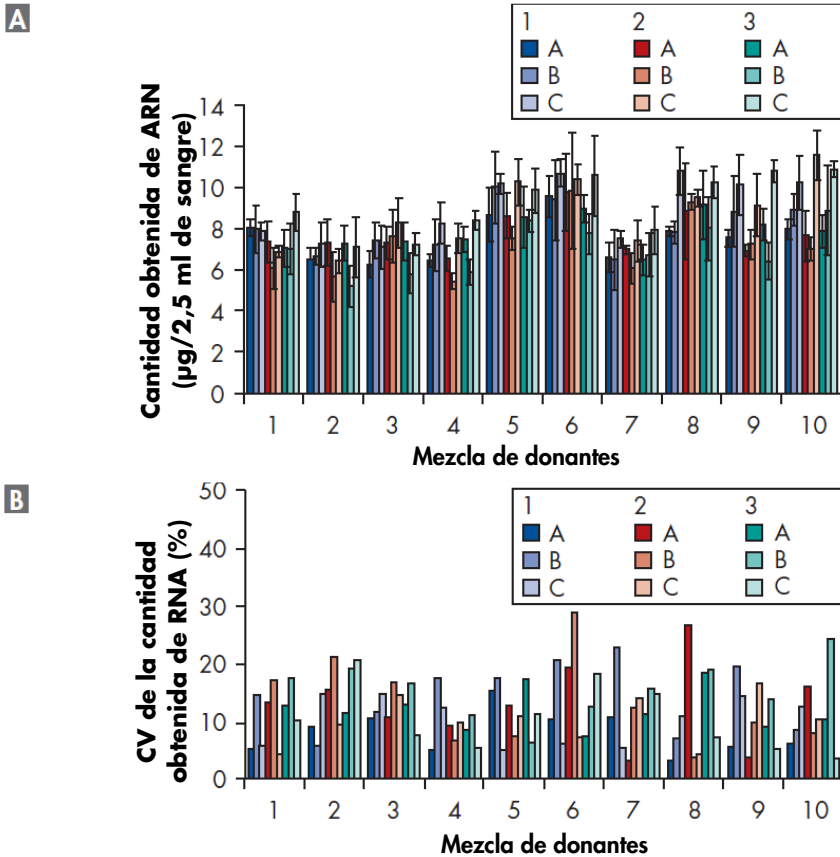 A
1 2 3
A A A
B B B
C C C
Cantidad obtenida de ARN
(µg/2,5 ml de sangre)
14
12
10
8
6
4
2
0
1 2 3 4 5 6 7 8 9 10
Mezcla de donantes
B
1 2 3
A A A
B B B
C C C
CV de la cantidad
obtenida de RNA (%)
50
40
30
20
10
0
1 2 3 4 5 6 7 8 9 10
Mezcla de donantes